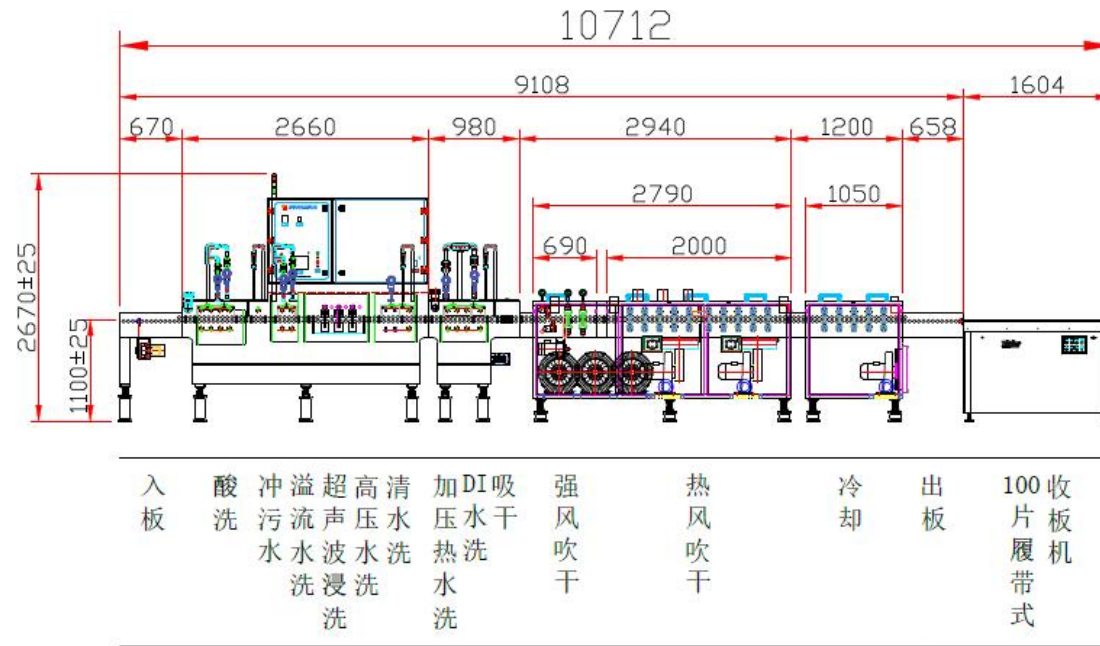 10712
9108
1604
670
2660
980
2940
1200
658
2790
1050
690
2000
2670±25
1100±25
入板
酸洗
冲污水
溢流水洗
超声波浸洗
高压水洗
清水洗
加压热水洗
DI水洗
吸干
强风吹干
热风吹干
冷却
出板
100片履带式
收板机